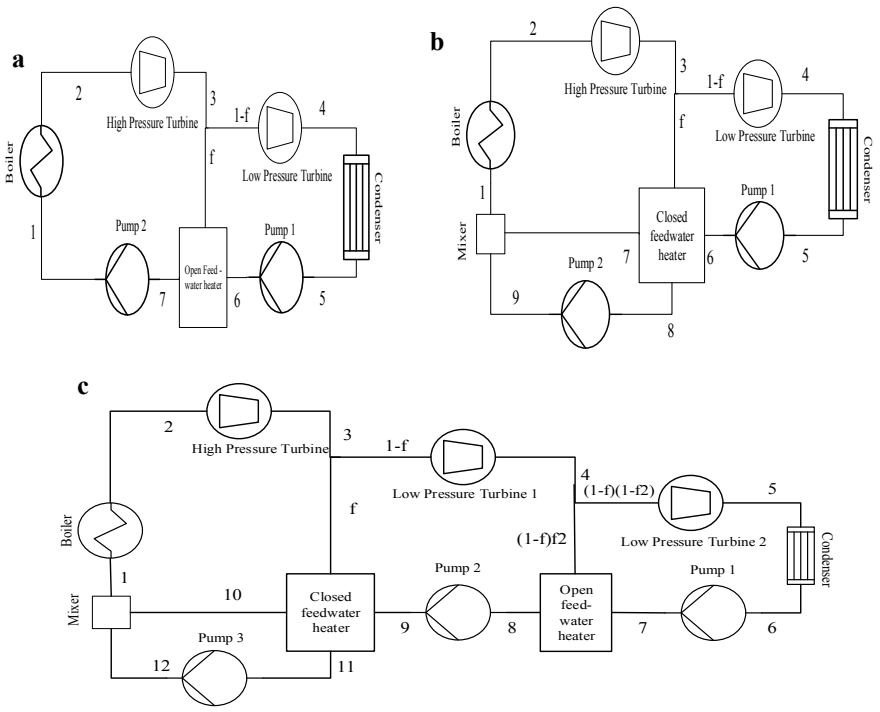 a
2
High Pressure Turbine
3
1-f
4
f
Low Pressure Turbine
Boiler
Condenser
1
Pump 2
Pump 1
Open Feed -
water heater
7
6
5
b
2
High Pressure Turbine
3
1-f
4
f
Low Pressure Turbine
Boiler
Condenser
1
Mixer
Closed
feedwater
heater
Pump 1
7
6
5
Pump 2
9
8
c
2
High Pressure Turbine
3
1-f
Low Pressure Turbine 1
4
(1-f)(1-f2)
5
f
(1-f)f2
Low Pressure Turbine 2
Boiler
Condenser
1
Mixer
10
Closed
feedwater
heater
Pump 2
9
8
Open
feed-
water
heater
Pump 1
7
6
Pump 3
12
11